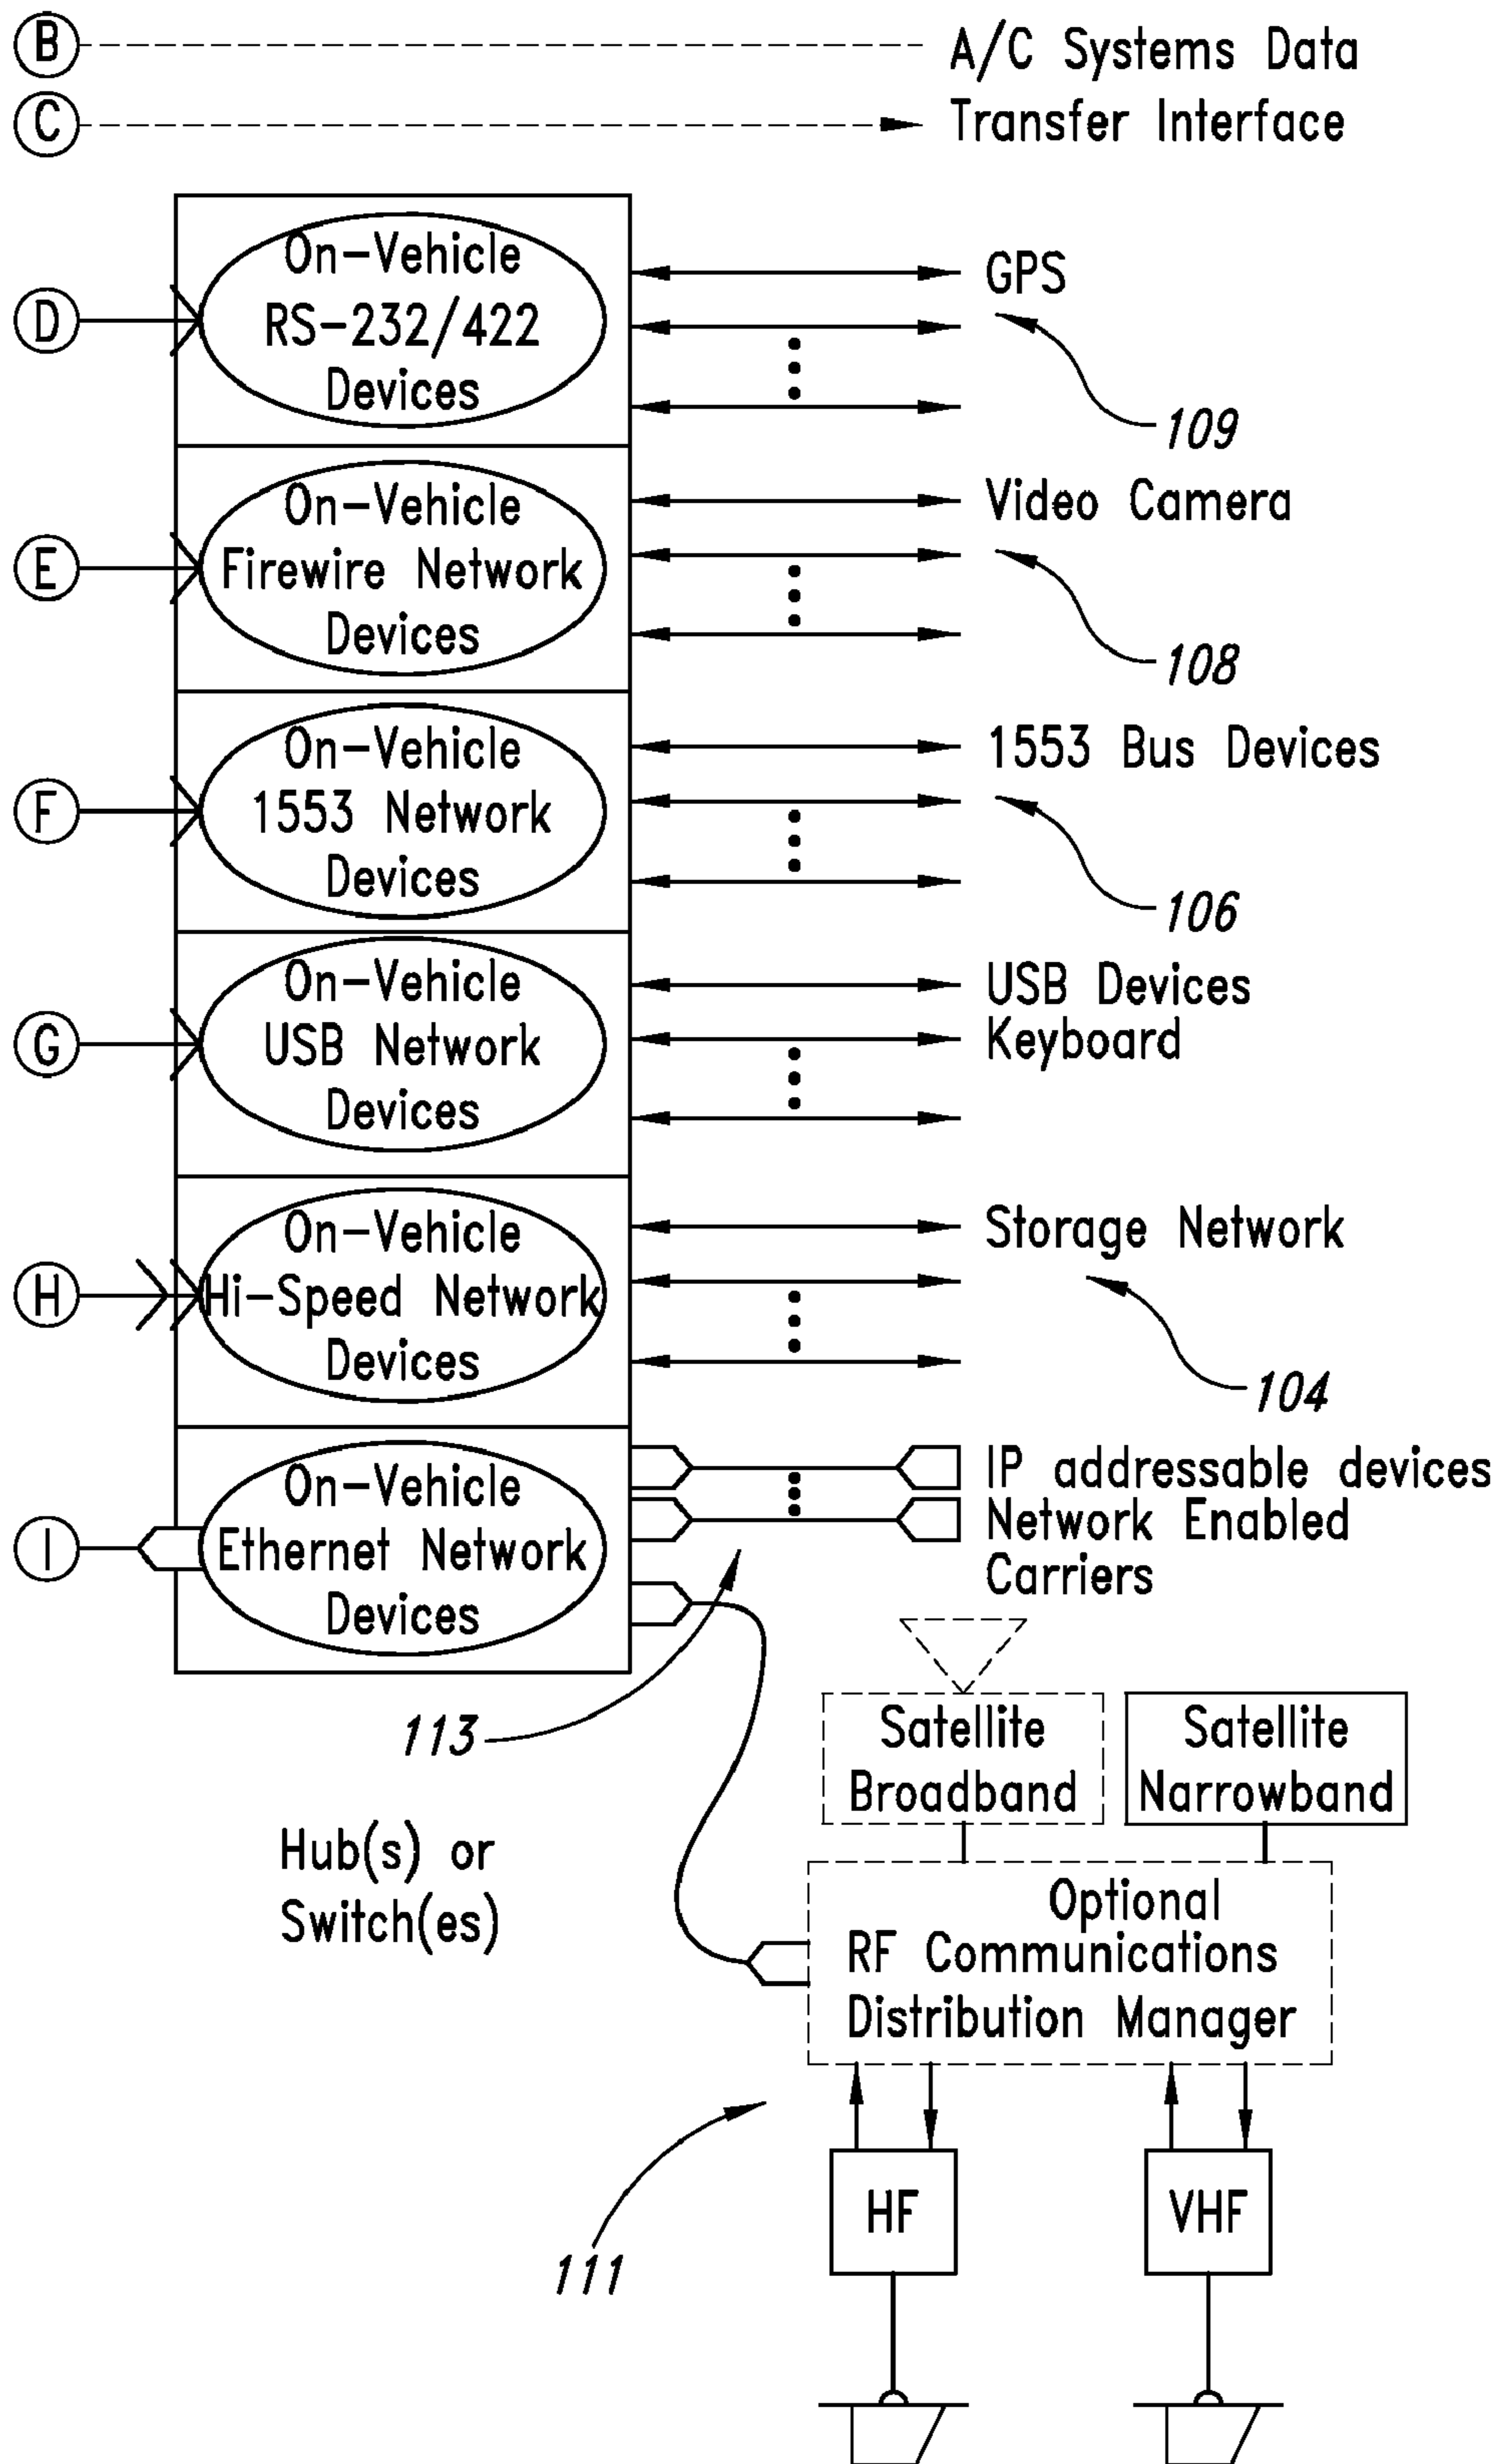 B
A/C Systems Data
C
Transfer Interface
D
On-Vehicle
RS-232/422
Devices
GPS
109
E
On-Vehicle
Firewire Network
Devices
Video Camera
108
F
On-Vehicle
1553 Network
Devices
1553 Bus Devices
106
G
On-Vehicle
USB Network
Devices
USB Devices
Keyboard
H
On-Vehicle
Hi-Speed Network
Devices
Storage Network
104
I
On-Vehicle
Ethernet Network
Devices
IP addressable devices
Network Enabled
Carriers
113
Hub(s) or
Switch(es)
Satellite
Broadband
Satellite
Narrowband
Optional
RF Communications
Distribution Manager
111
HF
VHF